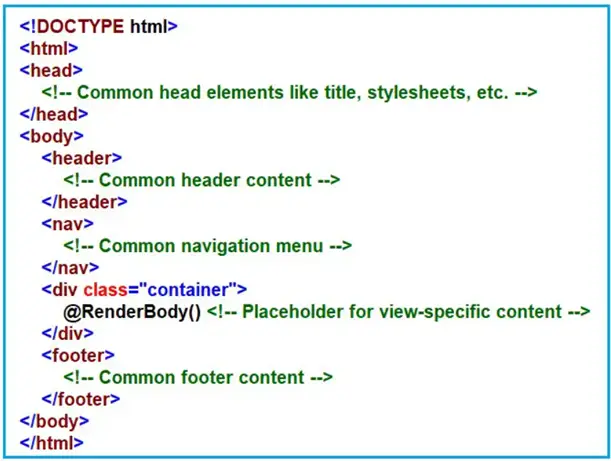 <!DOCTYPE html>
<html>
<head>
<!-- Common head elements like title, stylesheets, etc. -->
</head>
<body>
<header>
<!-- Common header content -->
</header>
<nav>
<!-- Common navigation menu -->
</nav>
<div class="container">
@RenderBody() <!-- Placeholder for view-specific content -->
</div>
<footer>
<!-- Common footer content -->
</footer>
</body>
</html>